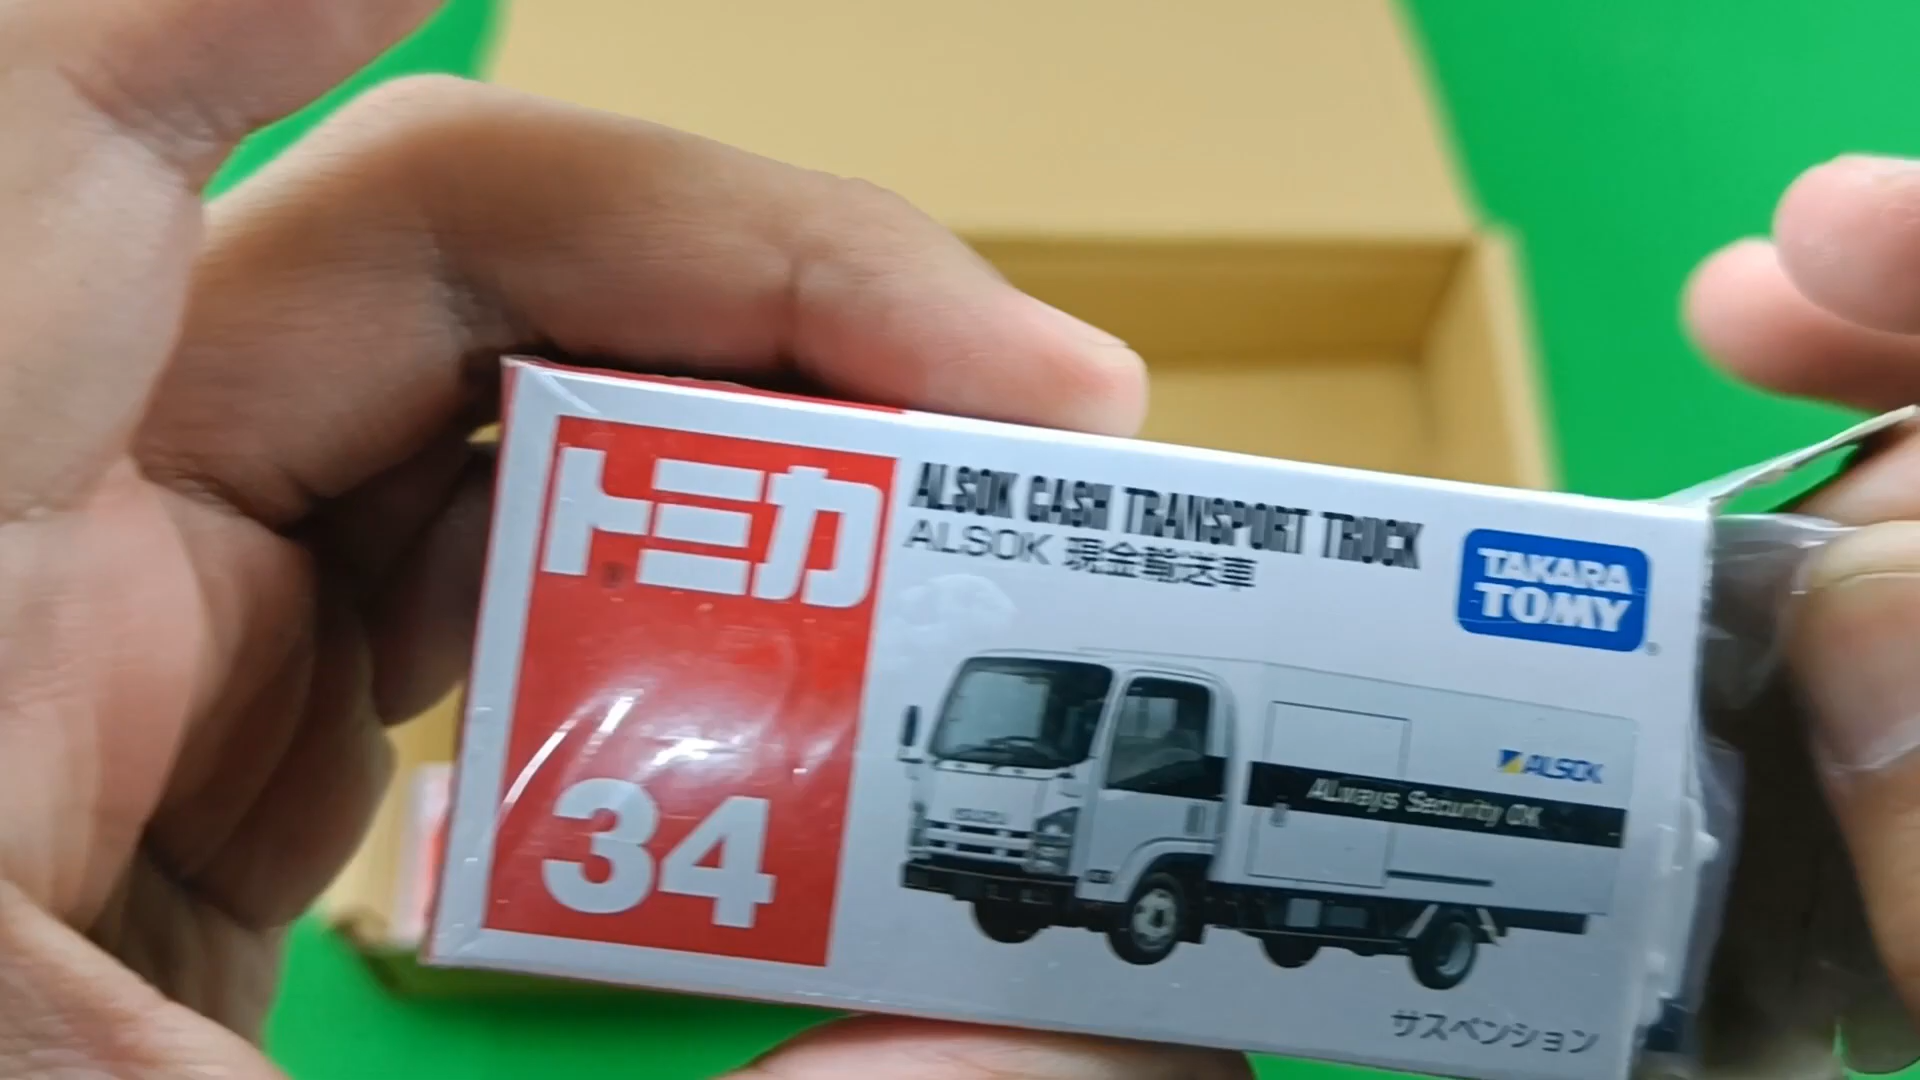 トミカ
34
ALSOK CASH TRANSPORT TRUCK
ALSOK 現金輸送車
TAKARA
TOMY
ALSOK
ALways Security OK
ISUZU
サスペンション